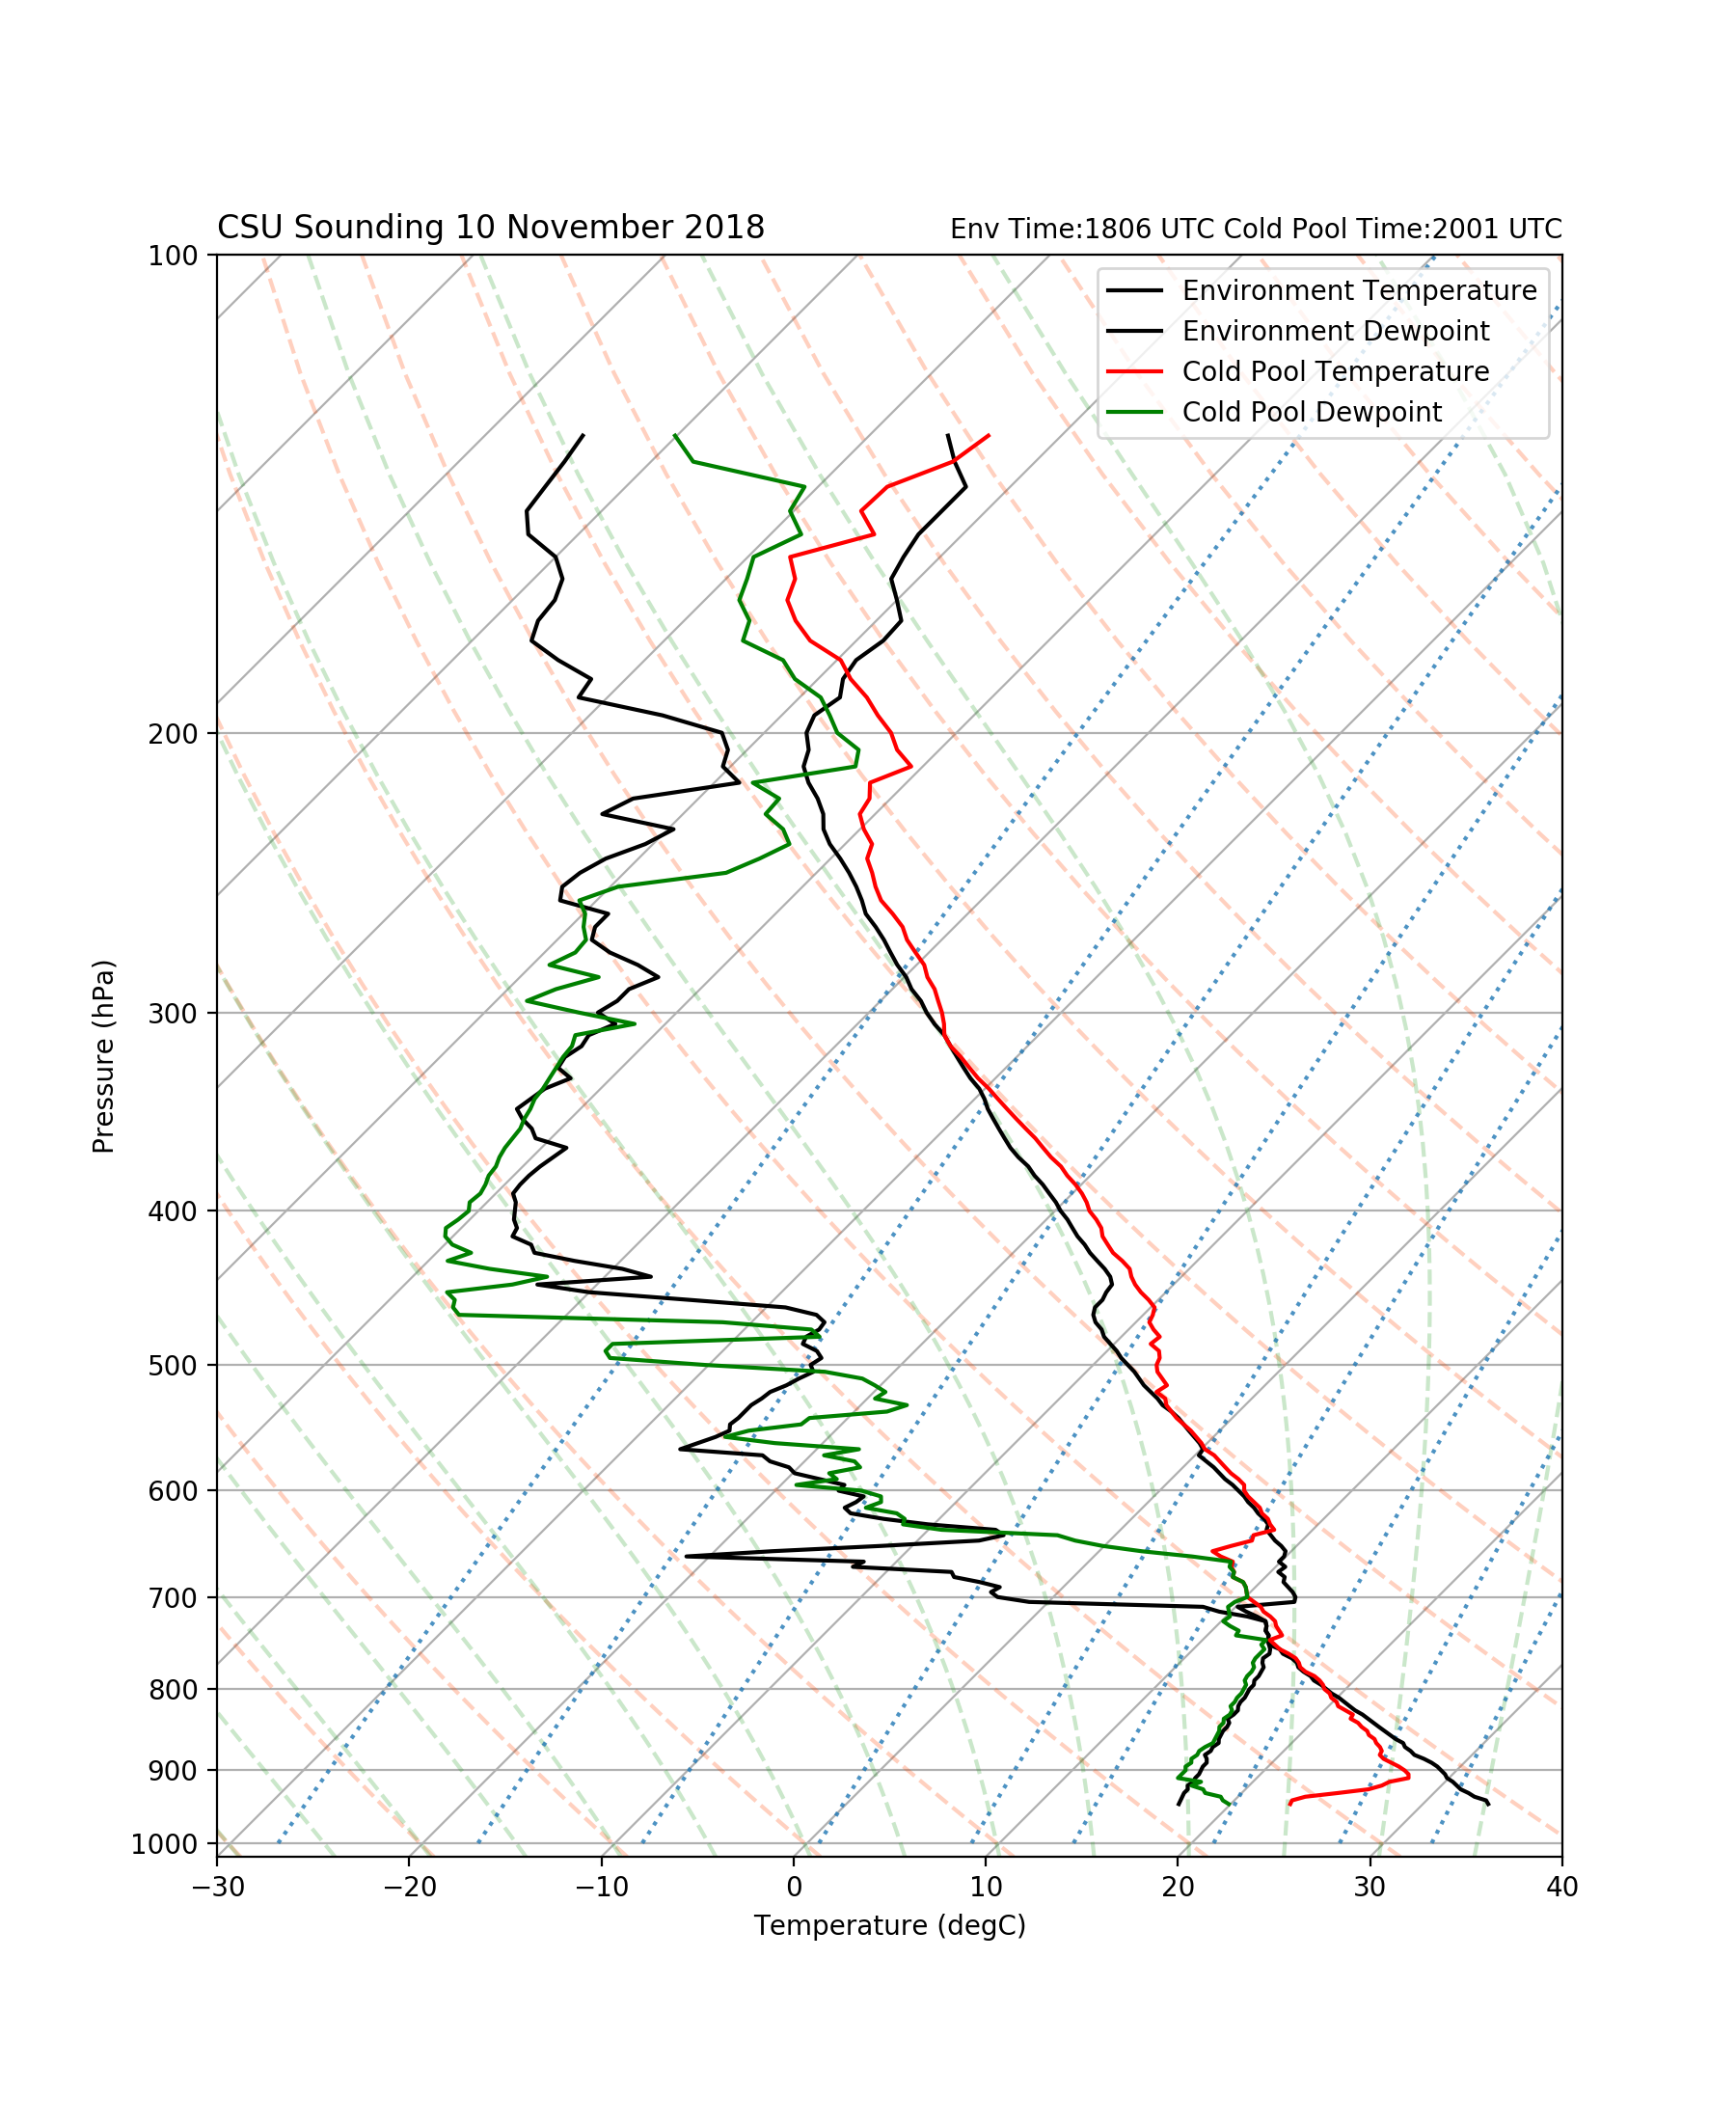 CSU Sounding 10 November 2018
Env Time:1806 UTC Cold Pool Time:2001 UTC
Environment Temperature
Environment Dewpoint
Cold Pool Temperature
Cold Pool Dewpoint
100
200
300
400
500
600
700
800
900
1000
Pressure (hPa)
−30 −20 −10 0 10 20 30 40
Temperature (degC)